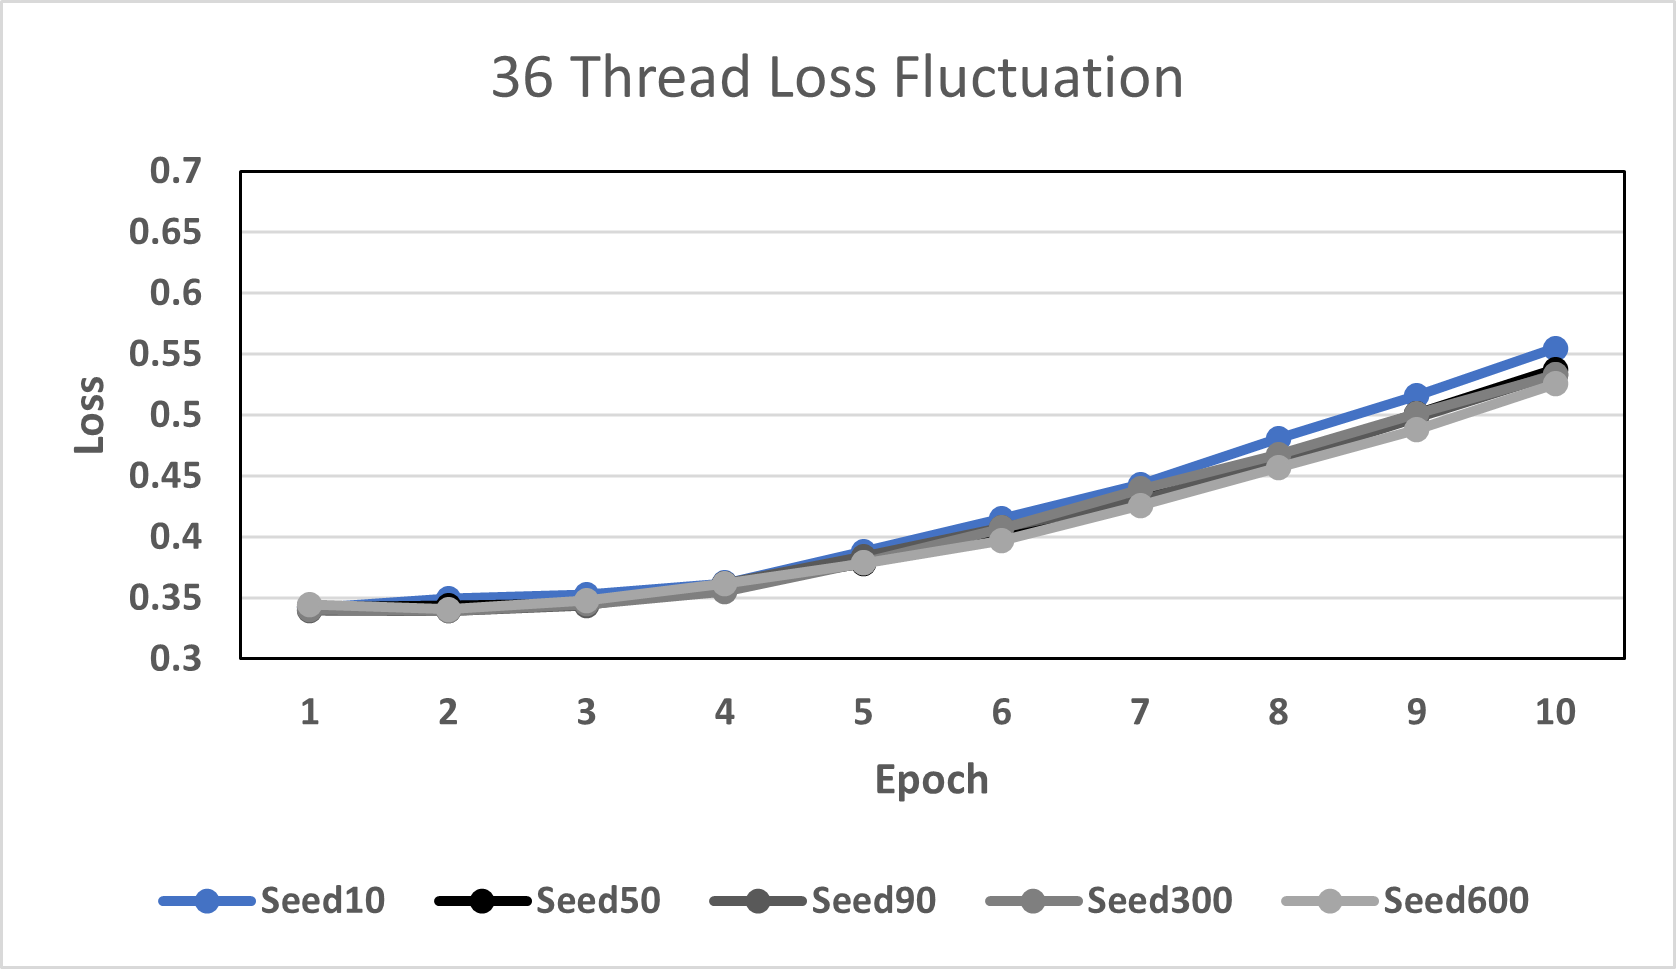 36 Thread Loss Fluctuation
0.7
0.65
0.6
0.55
0.5
0.45
0.4
0.35
0.3
Loss
1 2 3 4 5 6 7 8 9 10
Epoch
Seed10 Seed50 Seed90 Seed300 Seed600